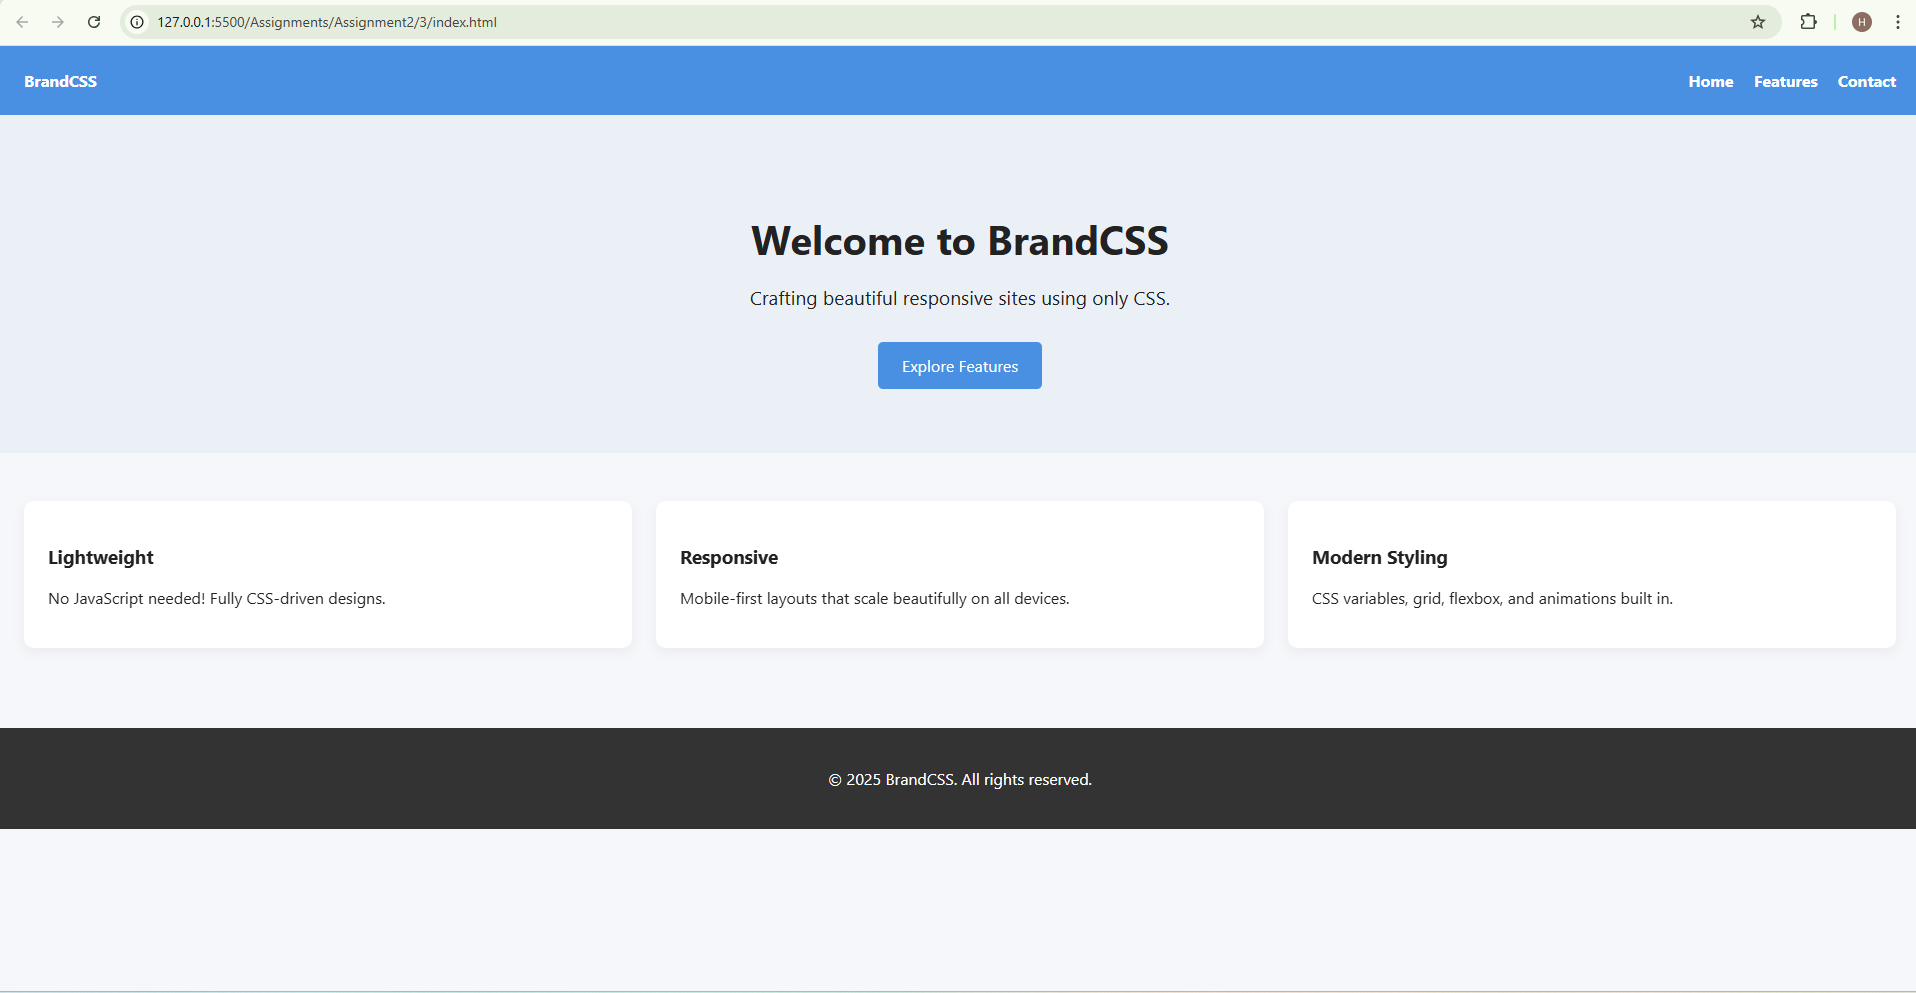 127.0.0.1:5500/Assignments/Assignment2/3/index.html
H
BrandCSS
Home Features Contact
Welcome to BrandCSS
Crafting beautiful responsive sites using only CSS.
Explore Features
Lightweight
No JavaScript needed! Fully CSS-driven designs.
Responsive
Mobile-first layouts that scale beautifully on all devices.
Modern Styling
CSS variables, grid, flexbox, and animations built in.
© 2025 BrandCSS. All rights reserved.